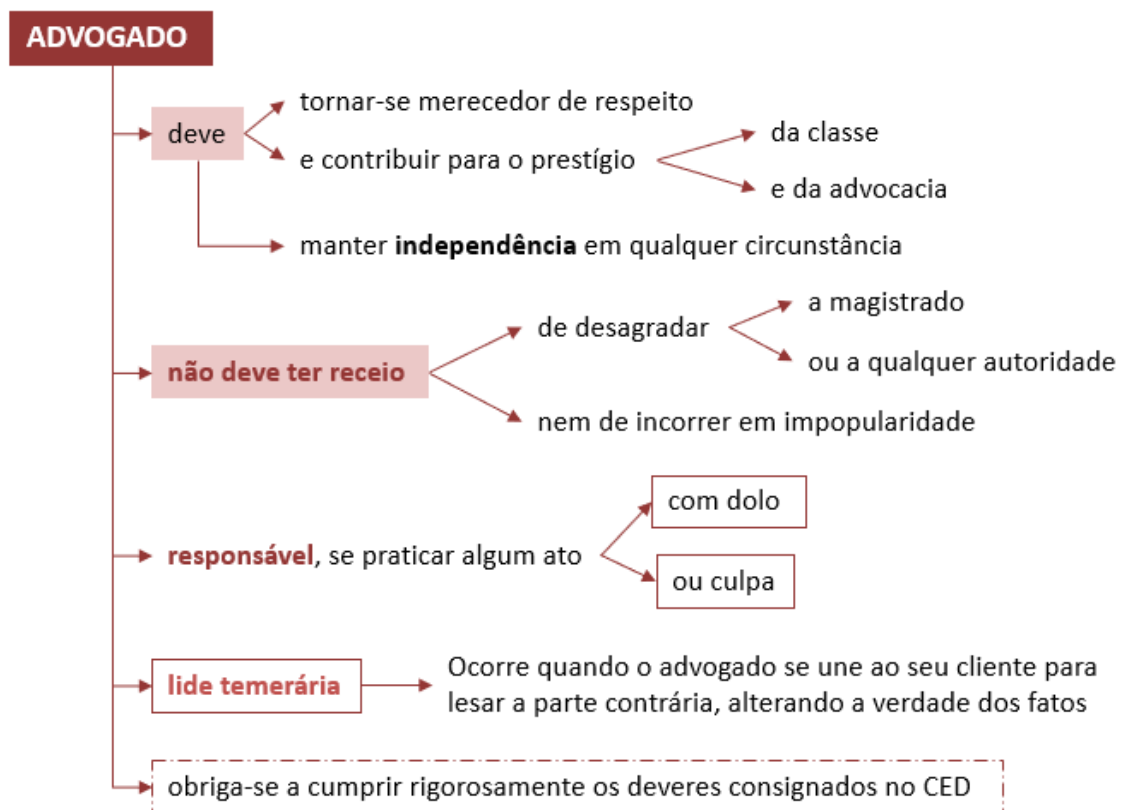 ADVOGADO
deve
tornar-se merecedor de respeito
e contribuir para o prestígio
da classe
e da advocacia
manter independência em qualquer circunstância
não deve ter receio
de desagradar
a magistrado
ou a qualquer autoridade
nem de incorrer em impopularidade
responsável, se praticar algum ato
com dolo
ou culpa
lide temerária
Ocorre quando o advogado se une ao seu cliente para
lesar a parte contrária, alterando a verdade dos fatos
obriga-se a cumprir rigorosamente os deveres consignados no CED